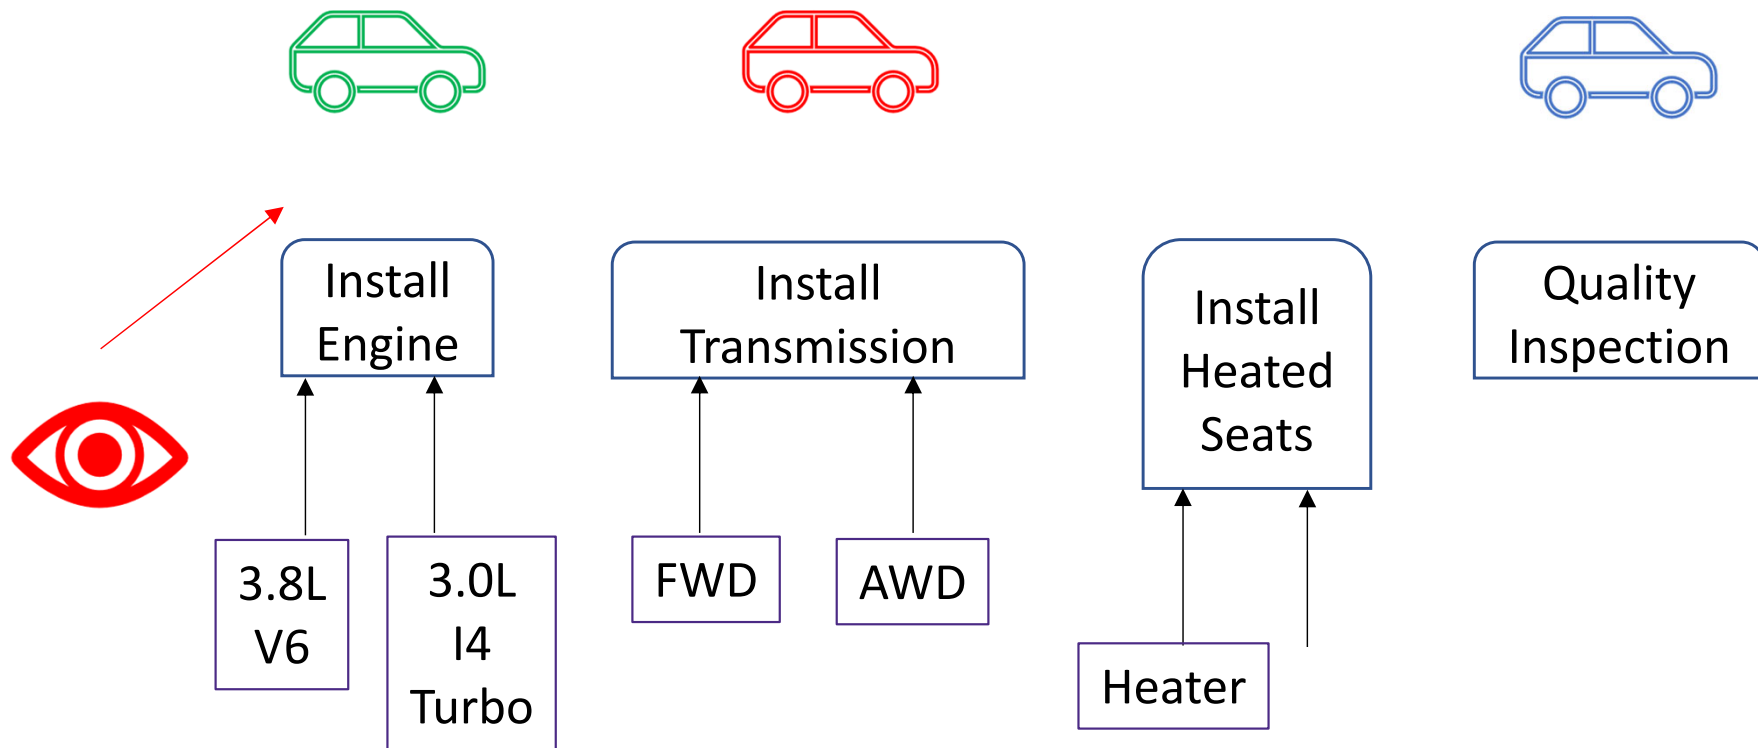 Install
Engine
Install
Transmission
Install
Heated
Seats
Quality
Inspection
3.8L
V6
3.0L
I4
Turbo
FWD
AWD
Heater